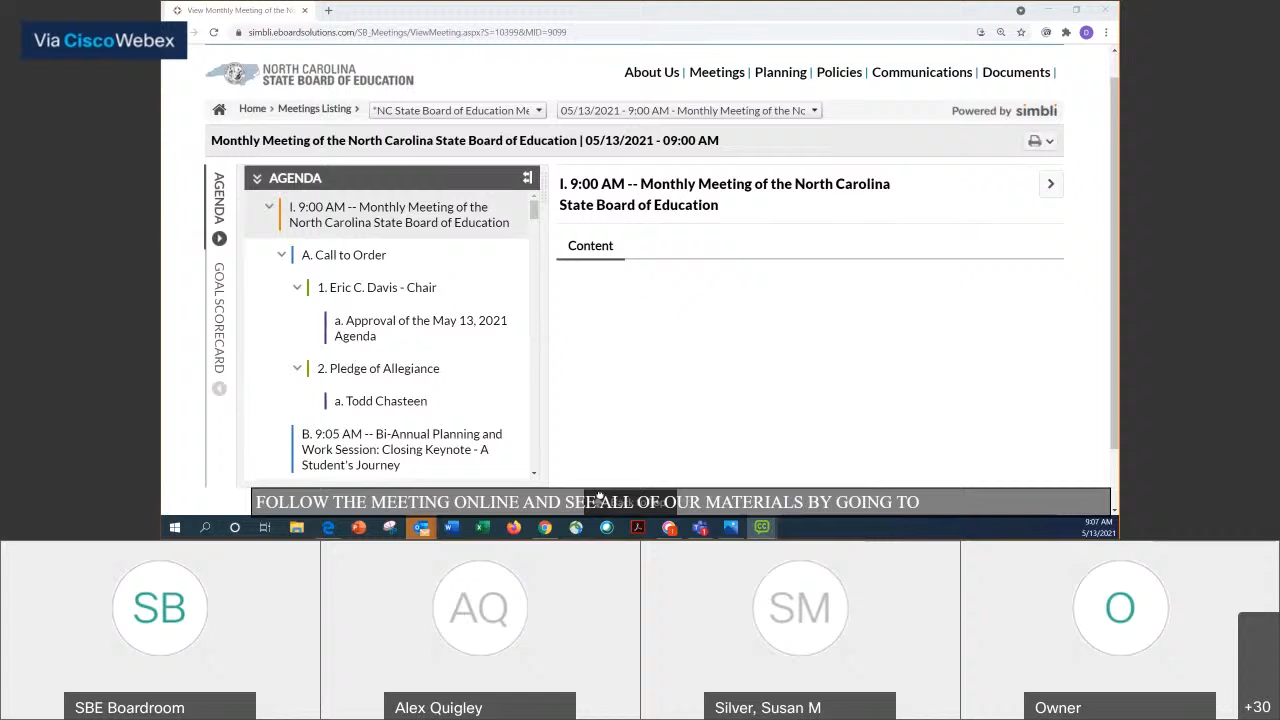 View Monthly Meeting of the No
Via CiscoWebex
simbli.eboardsolutions.com/SB_Meetings/ViewMeeting.aspx?S=10399&MID=9099
D
NORTH CAROLINA
STATE BOARD OF EDUCATION
About Us | Meetings | Planning | Policies | Communications | Documents |
Home > Meetings Listing >
"NC State Board of Education Me
05/13/2021 - 9:00 AM - Monthly Meeting of the Nc
Powered by simbli
Monthly Meeting of the North Carolina State Board of Education | 05/13/2021 - 09:00 AM
AGENDA
GOAL SCORECARD
AGENDA
I. 9:00 AM -- Monthly Meeting of the
North Carolina State Board of Education
A. Call to Order
1. Eric C. Davis - Chair
a. Approval of the May 13, 2021
Agenda
2. Pledge of Allegiance
a. Todd Chasteen
B. 9:05 AM -- Bi-Annual Planning and
Work Session: Closing Keynote - A
Student's Journey
I. 9:00 AM -- Monthly Meeting of the North Carolina
State Board of Education
Content
FOLLOW THE MEETING ONLINE AND SEE ALL OF OUR MATERIALS BY GOING TO
9:07 AM
5/13/2021
SB
AQ
SM
O
SBE Boardroom
Alex Quigley
Silver, Susan M
Owner
+30